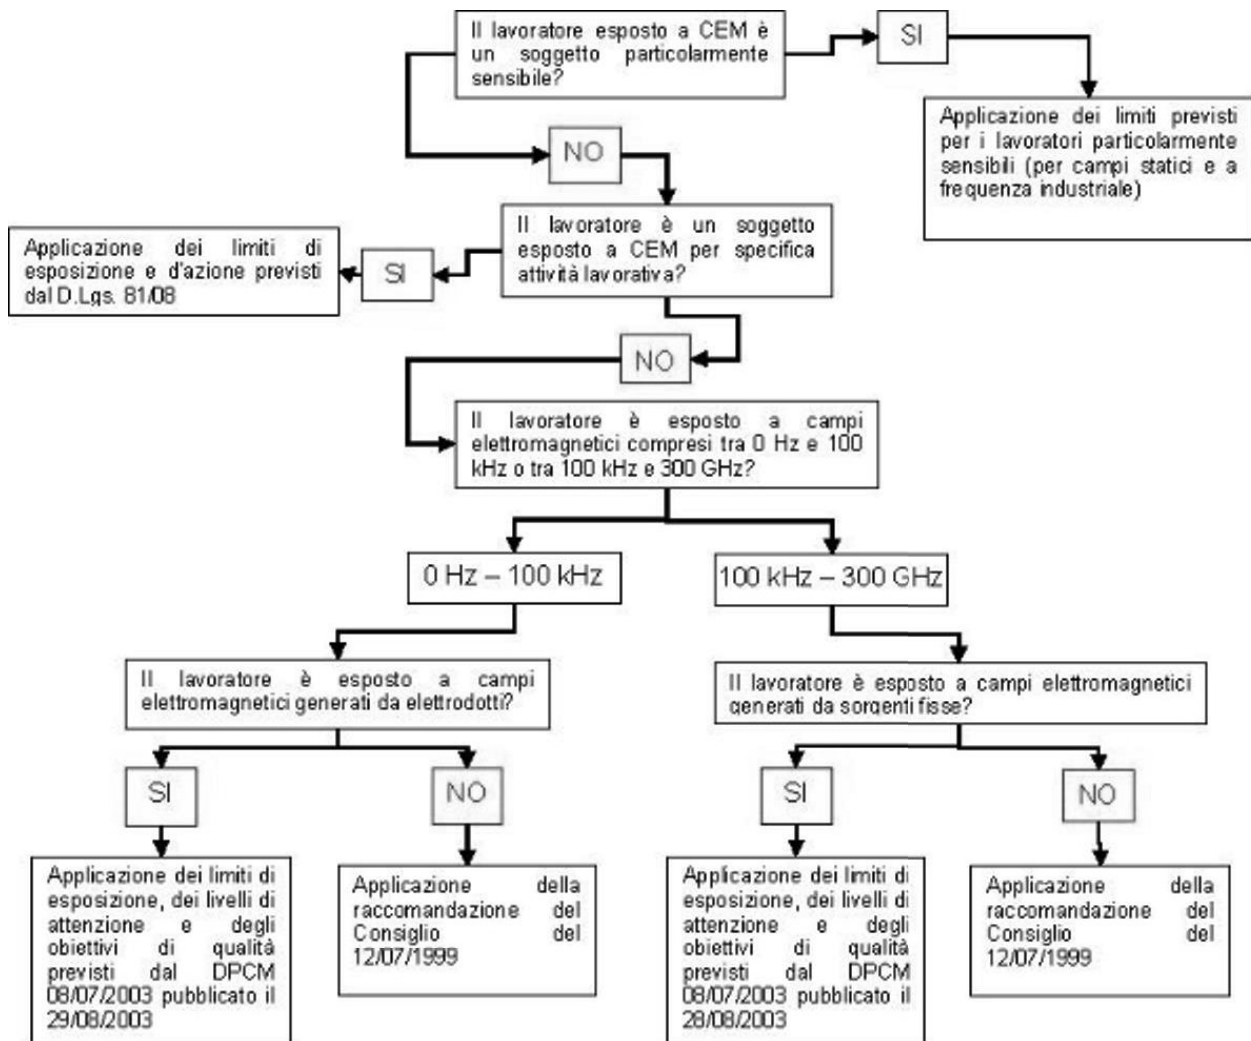 Il lavoratore esposto a CEM è
un soggetto particolarmente
sensibile?
SI
Applicazione dei limiti previsti
per i lavoratori particolarmente
sensibili (per campi statici e a
frequenza industriale)
NO
Il lavoratore è un soggetto
esposto a CEM per specifica
attività lavorativa?
SI
Applicazione dei limiti di
esposizione e d'azione previsti
dal D.Lgs. 81/08
NO
Il lavoratore è esposto a campi
elettromagnetici compresi tra 0 Hz e 100
kHz o tra 100 kHz e 300 GHz?
0 Hz – 100 kHz
100 kHz – 300 GHz
Il lavoratore è esposto a campi
elettromagnetici generati da elettrodotti?
Il lavoratore è esposto a campi elettromagnetici
generati da sorgenti fisse?
SI
NO
SI
NO
Applicazione dei limiti di
esposizione, dei livelli di
attenzione e degli
obiettivi di qualità
previsti dal DPCM
08/07/2003 pubblicato il
29/08/2003
Applicazione della
raccomandazione del
Consiglio del
12/07/1999
Applicazione dei limiti di
esposizione, dei livelli di
attenzione e degli
obiettivi di qualità
previsti dal DPCM
08/07/2003 pubblicato il
28/08/2003
Applicazione della
raccomandazione del
Consiglio del
12/07/1999